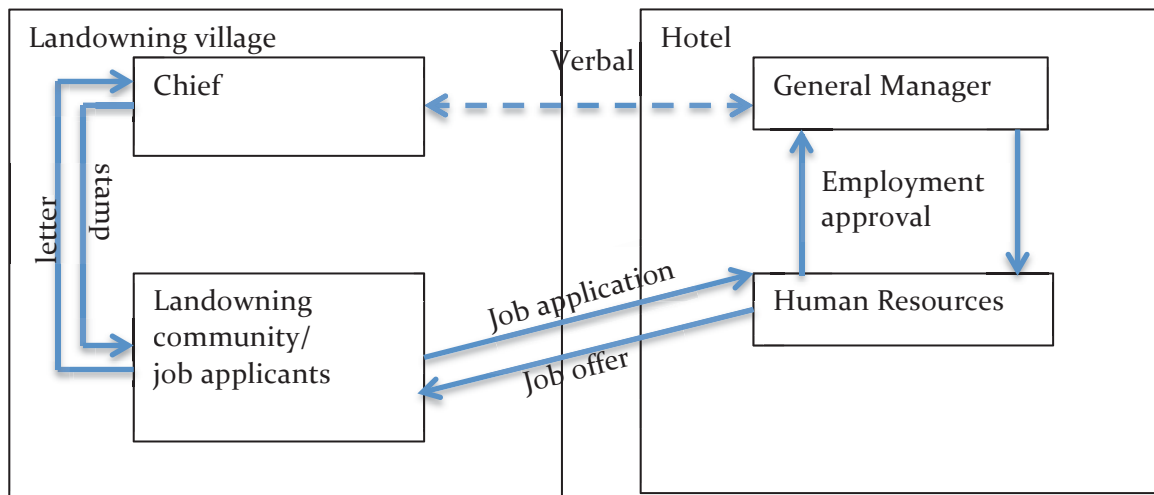 Landowning village
Chief
letter
stamp
Landowning
community/
job applicants
Verbal
Job application
Job offer
Hotel
General Manager
Employment
approval
Human Resources